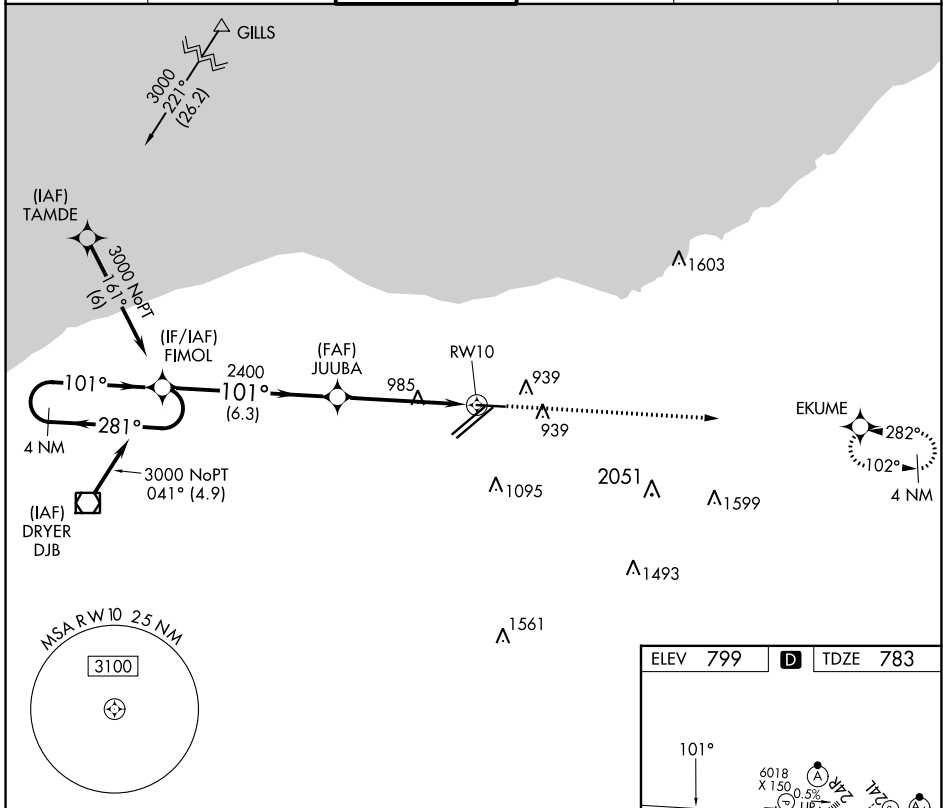 GILLS
3000
221°
(26.2)
(IAF)
TAMDE
3000 NoPT
161°
(6)
1603
(IF/IAF)
FIMOL
(FAF)
JUUBA
RW10
2400
101°
(6.3)
101°
281°
4 NM
985
939
939
EKUME
282°
102°
4 NM
3000 NoPT
041° (4.9)
(IAF)
DRYER
DJB
1095
2051
1599
1493
1561
MSA RW10 25 NM
3100
ELEV 799
D
TDZE 783
101°
6018
X 150
0.5%
UP
P
A
24R
24L
A